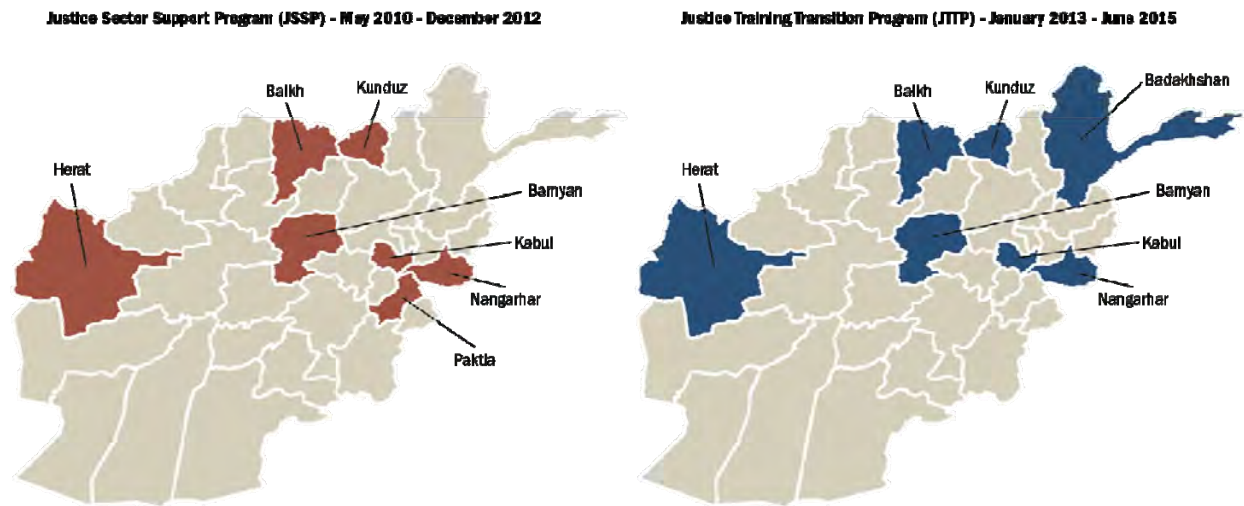 Justice Sector Support Program (JSSP) - May 2010 - December 2012
Balkh
Kunduz
Herat
Bamyan
Kabul
Nangarhar
Paktia
Justice Training Transition Program (JTTP) - January 2013 - June 2015
Balkh
Kunduz
Badakhshan
Herat
Bamyan
Kabul
Nangarhar